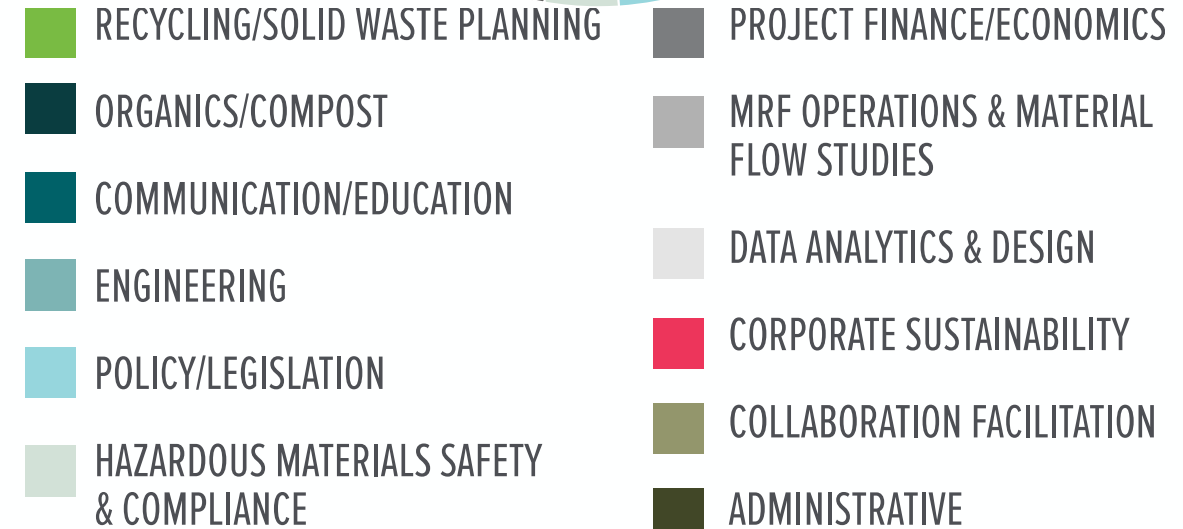 RECYCLING/SOLID WASTE PLANNING
ORGANICS/COMPOST
COMMUNICATION/EDUCATION
ENGINEERING
POLICY/LEGISLATION
HAZARDOUS MATERIALS SAFETY
& COMPLIANCE
PROJECT FINANCE/ECONOMICS
MRF OPERATIONS & MATERIAL
FLOW STUDIES
DATA ANALYTICS & DESIGN
CORPORATE SUSTAINABILITY
COLLABORATION FACILITATION
ADMINISTRATIVE